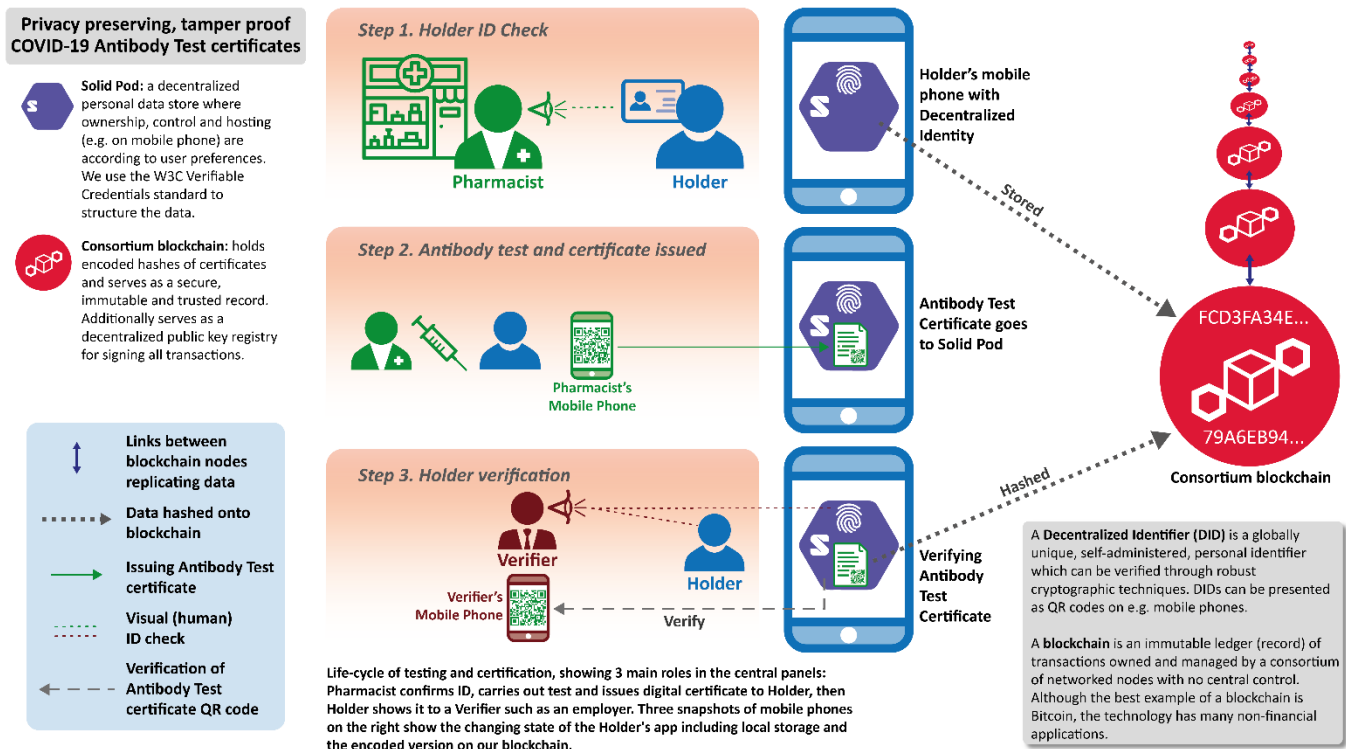 Privacy preserving, tamper proof
COVID-19 Antibody Test certificates
S
Solid Pod: a decentralized
personal data store where
ownership, control and hosting
(e.g. on mobile phone) are
according to user preferences.
We use the W3C Verifiable
Credentials standard to
structure the data.
Consortium blockchain: holds
encoded hashes of certificates
and serves as a secure,
immutable and trusted record.
Additionally serves as a
decentralized public key registry
for signing all transactions.
Links between
blockchain nodes
replicating data
Data hashed onto
blockchain
Issuing Antibody Test
certificate
Visual (human)
ID check
Verification of
Antibody Test
certificate QR code
Step 1. Holder ID Check
Pharmacist
Holder
S
Holder's mobile
phone with
Decentralized
Identity
Stored
Step 2. Antibody test and certificate issued
Pharmacist's
Mobile Phone
S
Antibody Test
Certificate goes
to Solid Pod
Step 3. Holder verification
Verifier
Holder
Verifier's
Mobile Phone
Verify
S
Verifying
Antibody
Test
Certificate
Hashed
FCD3FA34E...
79A6EB94...
Consortium blockchain
Life-cycle of testing and certification, showing 3 main roles in the central panels:
Pharmacist confirms ID, carries out test and issues digital certificate to Holder, then
Holder shows it to a Verifier such as an employer. Three snapshots of mobile phones
on the right show the changing state of the Holder's app including local storage and
the encoded version on our blockchain.
A Decentralized Identifier (DID) is a globally
unique, self-administered, personal identifier
which can be verified through robust
cryptographic techniques. DIDs can be presented
as QR codes on e.g. mobile phones.
A blockchain is an immutable ledger (record) of
transactions owned and managed by a consortium
of networked nodes with no central control.
Although the best example of a blockchain is
Bitcoin, the technology has many non-financial
applications.